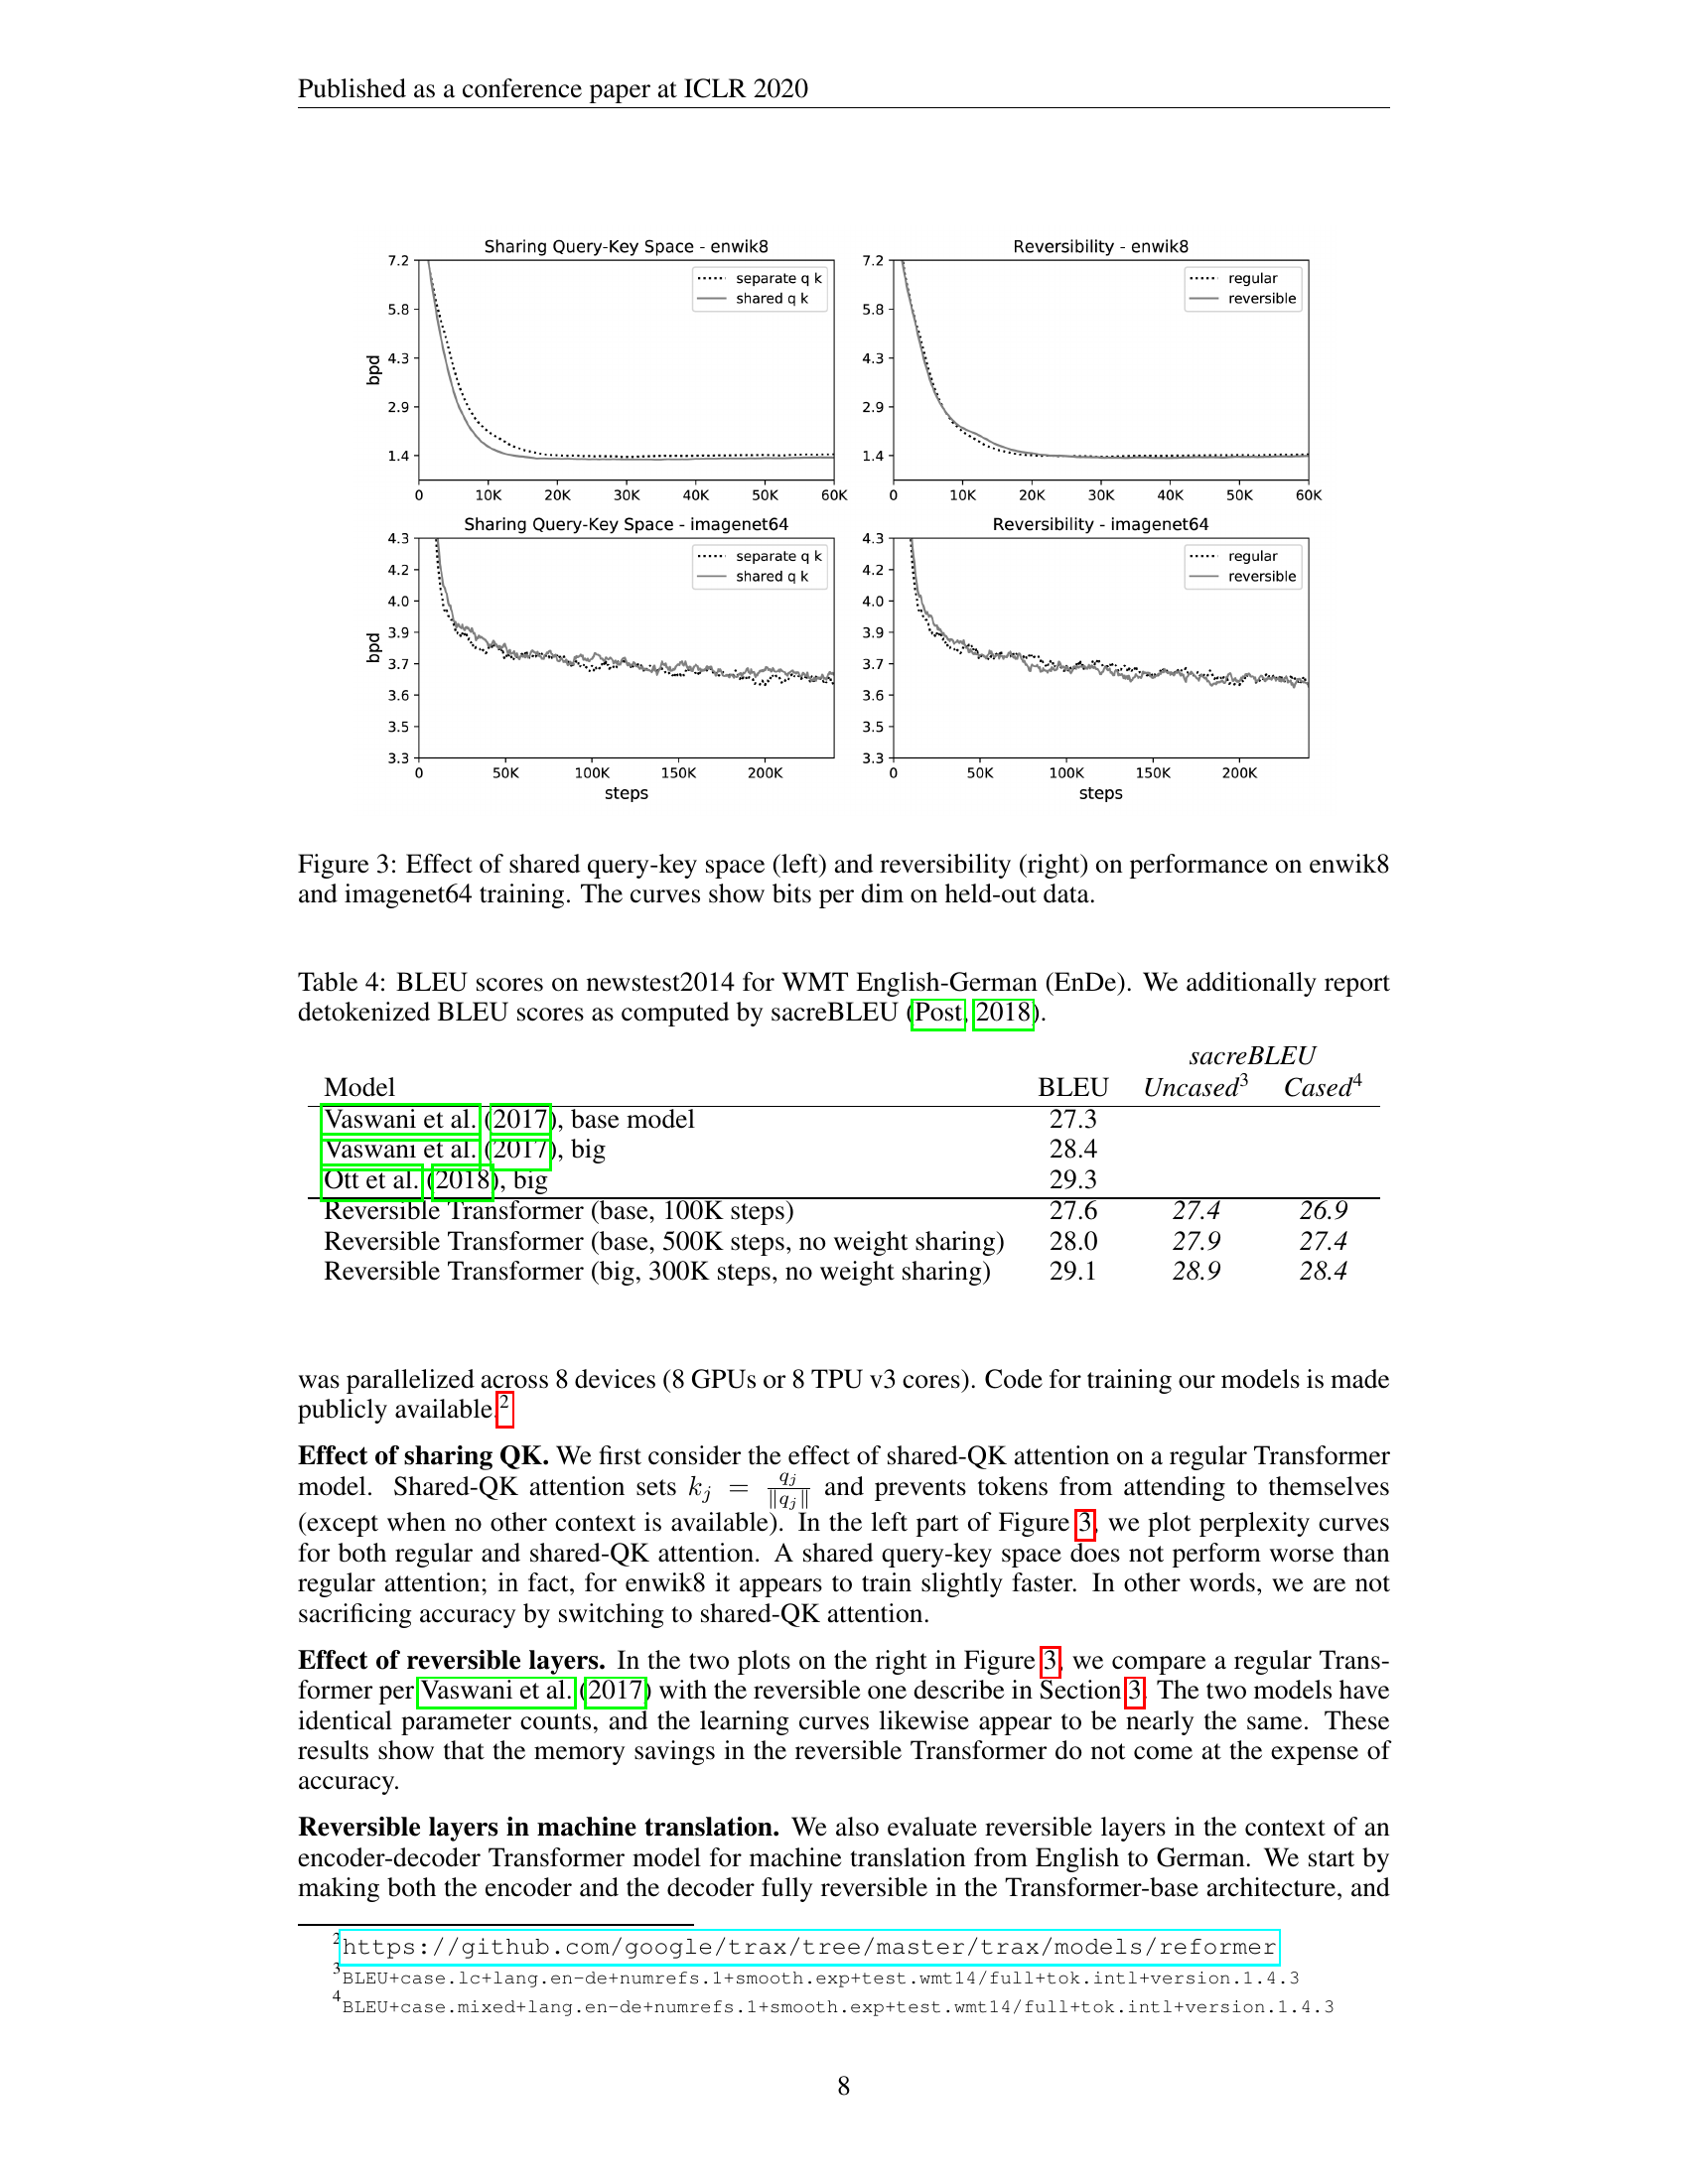 Published as a conference paper at ICLR 2020
Sharing Query-Key Space - enwik8
7.2
5.8
4.3
2.9
1.4
bpd
separate q k
shared q k
0 10K 20K 30K 40K 50K 60K
Reversibility - enwik8
7.2
5.8
4.3
2.9
1.4
regular
reversible
0 10K 20K 30K 40K 50K 60K
Sharing Query-Key Space - imagenet64
4.3
4.2
4.0
3.9
3.7
3.6
3.5
3.3
bpd
separate q k
shared q k
0 50K 100K 150K 200K
steps
Reversibility - imagenet64
4.3
4.2
4.0
3.9
3.7
3.6
3.5
3.3
regular
reversible
0 50K 100K 150K 200K
steps
Figure 3: Effect of shared query-key space (left) and reversibility (right) on performance on enwik8
and imagenet64 training. The curves show bits per dim on held-out data.
Table 4: BLEU scores on newstest2014 for WMT English-German (EnDe). We additionally report
detokenized BLEU scores as computed by sacreBLEU (Post, 2018).
sacreBLEU
Model BLEU Uncased³ Cased⁴
Vaswani et al. (2017), base model 27.3
Vaswani et al. (2017), big 28.4
Ott et al. (2018), big 29.3
Reversible Transformer (base, 100K steps) 27.6 27.4 26.9
Reversible Transformer (base, 500K steps, no weight sharing) 28.0 27.9 27.4
Reversible Transformer (big, 300K steps, no weight sharing) 29.1 28.9 28.4
was parallelized across 8 devices (8 GPUs or 8 TPU v3 cores). Code for training our models is made
publicly available.²
Effect of sharing QK. We first consider the effect of shared-QK attention on a regular Transformer
model. Shared-QK attention sets k_j = q_j / ‖q_j‖ and prevents tokens from attending to themselves
(except when no other context is available). In the left part of Figure 3, we plot perplexity curves
for both regular and shared-QK attention. A shared query-key space does not perform worse than
regular attention; in fact, for enwik8 it appears to train slightly faster. In other words, we are not
sacrificing accuracy by switching to shared-QK attention.
Effect of reversible layers. In the two plots on the right in Figure 3, we compare a regular Trans-
former per Vaswani et al. (2017) with the reversible one describe in Section 3. The two models have
identical parameter counts, and the learning curves likewise appear to be nearly the same. These
results show that the memory savings in the reversible Transformer do not come at the expense of
accuracy.
Reversible layers in machine translation. We also evaluate reversible layers in the context of an
encoder-decoder Transformer model for machine translation from English to German. We start by
making both the encoder and the decoder fully reversible in the Transformer-base architecture, and
²https://github.com/google/trax/tree/master/trax/models/reformer
³BLEU+case.lc+lang.en-de+numrefs.1+smooth.exp+test.wmt14/full+tok.intl+version.1.4.3
⁴BLEU+case.mixed+lang.en-de+numrefs.1+smooth.exp+test.wmt14/full+tok.intl+version.1.4.3
8